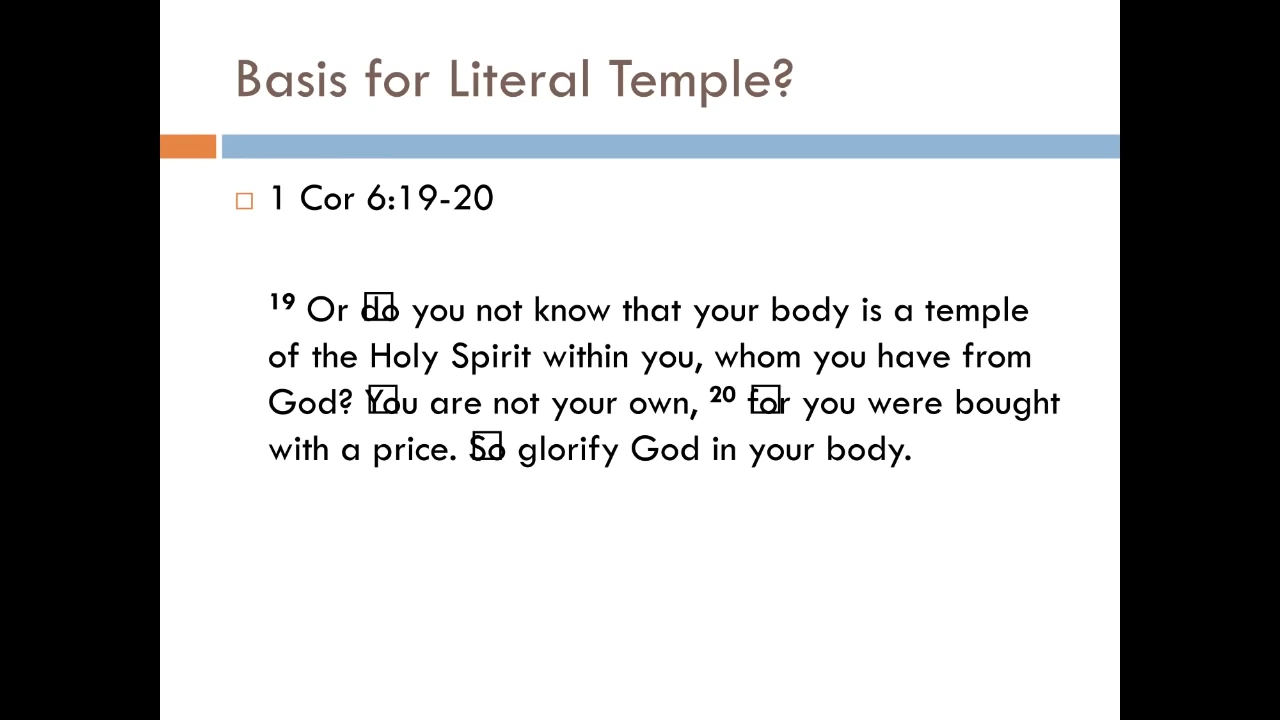 Basis for Literal Temple?
1 Cor 6:19-20
19 Or do you not know that your body is a temple
of the Holy Spirit within you, whom you have from
God? You are not your own, 20 for you were bought
with a price. So glorify God in your body.